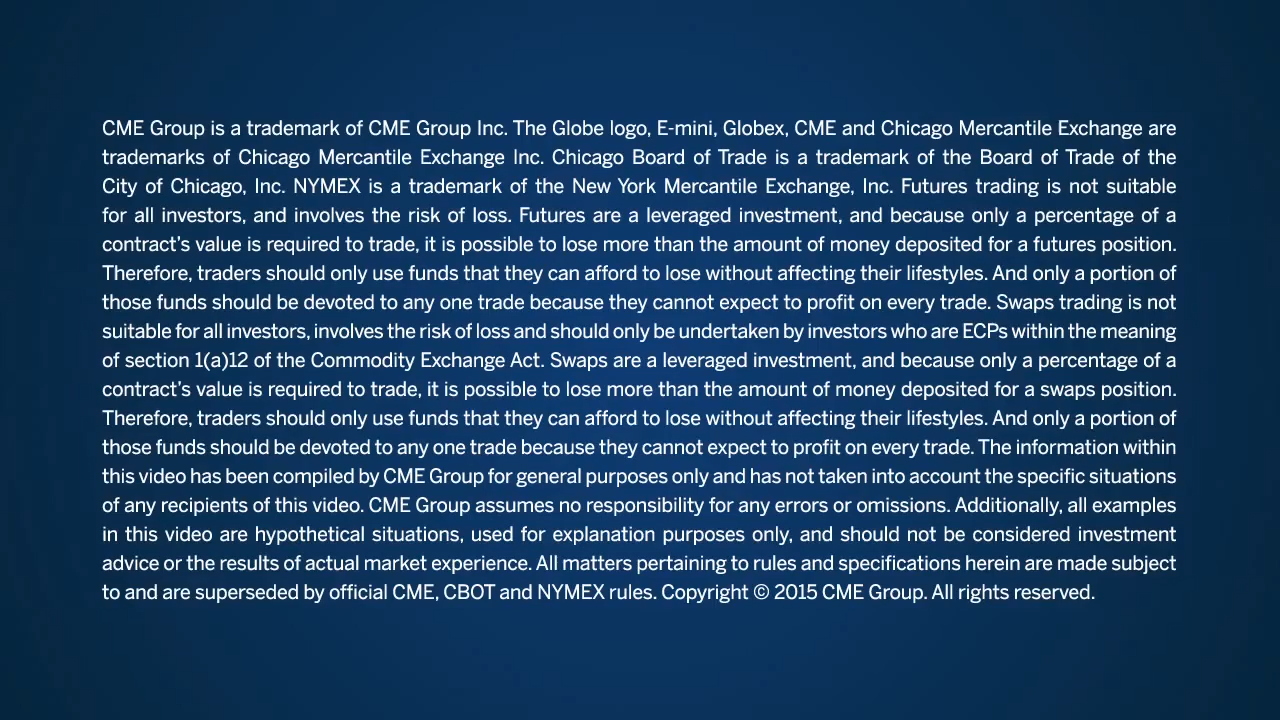 CME Group is a trademark of CME Group Inc. The Globe logo, E-mini, Globex, CME and Chicago Mercantile Exchange are
trademarks of Chicago Mercantile Exchange Inc. Chicago Board of Trade is a trademark of the Board of Trade of the
City of Chicago, Inc. NYMEX is a trademark of the New York Mercantile Exchange, Inc. Futures trading is not suitable
for all investors, and involves the risk of loss. Futures are a leveraged investment, and because only a percentage of a
contract's value is required to trade, it is possible to lose more than the amount of money deposited for a futures position.
Therefore, traders should only use funds that they can afford to lose without affecting their lifestyles. And only a portion of
those funds should be devoted to any one trade because they cannot expect to profit on every trade. Swaps trading is not
suitable for all investors, involves the risk of loss and should only be undertaken by investors who are ECPs within the meaning
of section 1(a)12 of the Commodity Exchange Act. Swaps are a leveraged investment, and because only a percentage of a
contract's value is required to trade, it is possible to lose more than the amount of money deposited for a swaps position.
Therefore, traders should only use funds that they can afford to lose without affecting their lifestyles. And only a portion of
those funds should be devoted to any one trade because they cannot expect to profit on every trade. The information within
this video has been compiled by CME Group for general purposes only and has not taken into account the specific situations
of any recipients of this video. CME Group assumes no responsibility for any errors or omissions. Additionally, all examples
in this video are hypothetical situations, used for explanation purposes only, and should not be considered investment
advice or the results of actual market experience. All matters pertaining to rules and specifications herein are made subject
to and are superseded by official CME, CBOT and NYMEX rules. Copyright © 2015 CME Group. All rights reserved.